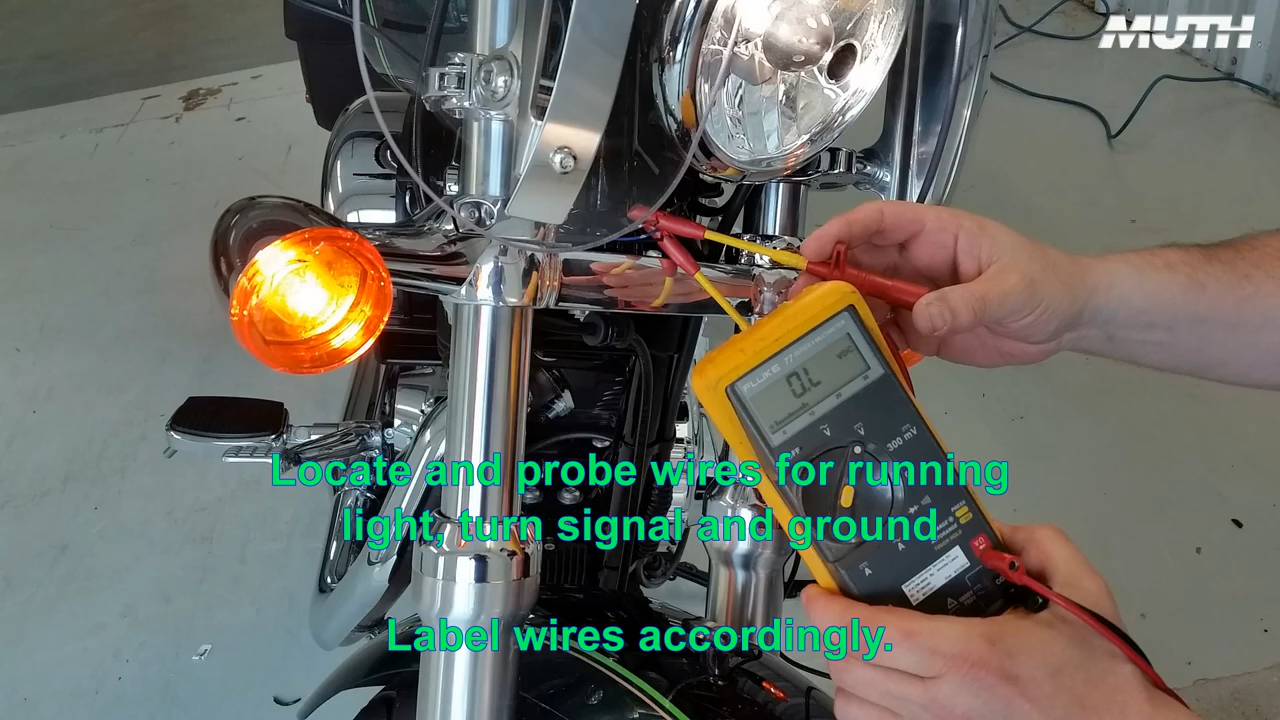 MUTH
FLUKE 77
VDC
0.L
300 mV
Locate and probe wires for running
light, turn signal and ground
Label wires accordingly.